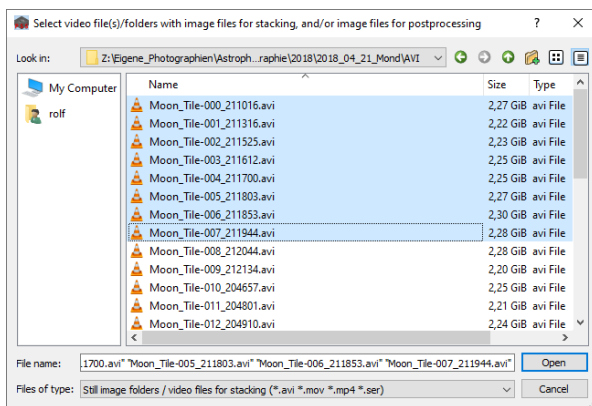 Select video file(s)/folders with image files for stacking, and/or image files for postprocessing ?
Look in: Z:\Eigene_Photographien\Astroph...raphie\2018\2018_04_21_Mond\AVI
My Computer
rolf
Name Size Type
Moon_Tile-000_211016.avi 2,27 GiB avi File
Moon_Tile-001_211316.avi 2,22 GiB avi File
Moon_Tile-002_211525.avi 2,23 GiB avi File
Moon_Tile-003_211612.avi 2,25 GiB avi File
Moon_Tile-004_211700.avi 2,25 GiB avi File
Moon_Tile-005_211803.avi 2,27 GiB avi File
Moon_Tile-006_211853.avi 2,30 GiB avi File
Moon_Tile-007_211944.avi 2,28 GiB avi File
Moon_Tile-008_212044.avi 2,28 GiB avi File
Moon_Tile-009_212134.avi 2,20 GiB avi File
Moon_Tile-010_204657.avi 2,25 GiB avi File
Moon_Tile-011_204801.avi 2,21 GiB avi File
Moon_Tile-012_204910.avi 2,24 GiB avi File
File name: .1700.avi" "Moon_Tile-005_211803.avi" "Moon_Tile-006_211853.avi" "Moon_Tile-007_211944.avi" Open
Files of type: Still image folders / video files for stacking (*.avi *.mov *.mp4 *.ser) Cancel